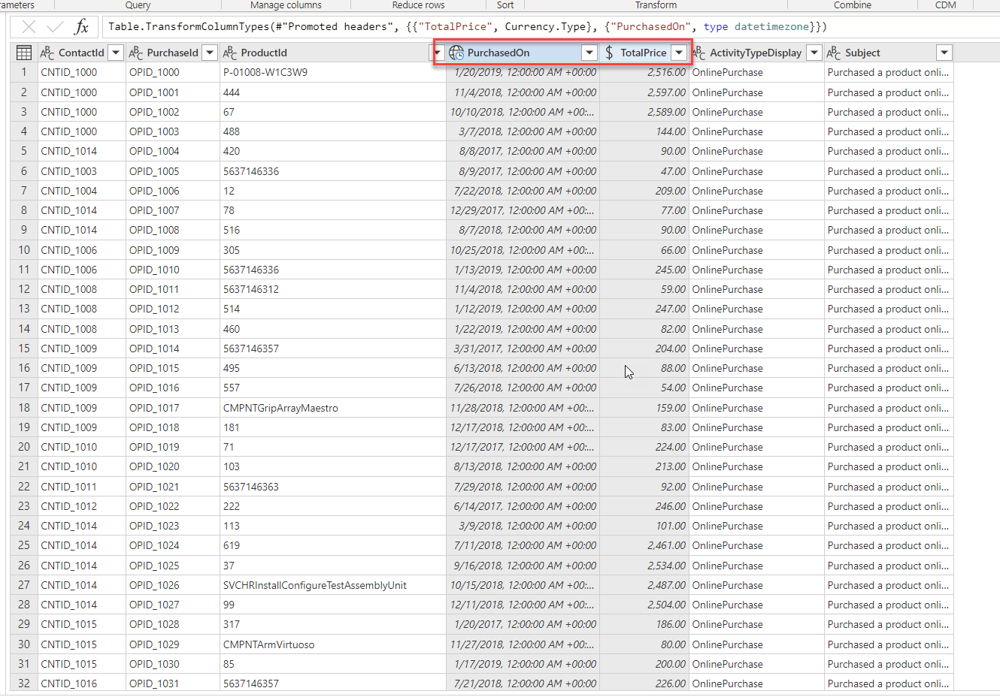 rameters Query Manage columns Reduce rows Sort Transform Combine CDM
fx Table.TransformColumnTypes(#"Promoted headers", {{"TotalPrice", Currency.Type}, {"PurchasedOn", type datetimezone}})
ABC ContactId ABC PurchaseId ABC ProductId PurchasedOn $ TotalPrice ABC ActivityTypeDisplay ABC Subject
1 CNTID_1000 OPID_1000 P-01008-W1C3W9 1/20/2019, 12:00:00 AM +00:00 2,516.00 OnlinePurchase Purchased a product onli...
2 CNTID_1000 OPID_1001 444 11/4/2018, 12:00:00 AM +00:00 2,597.00 OnlinePurchase Purchased a product onli...
3 CNTID_1000 OPID_1002 67 10/10/2018, 12:00:00 AM +00:... 2,589.00 OnlinePurchase Purchased a product onli...
4 CNTID_1000 OPID_1003 488 3/7/2018, 12:00:00 AM +00:00 144.00 OnlinePurchase Purchased a product onli...
5 CNTID_1014 OPID_1004 420 8/8/2017, 12:00:00 AM +00:00 90.00 OnlinePurchase Purchased a product onli...
6 CNTID_1003 OPID_1005 5637146336 8/9/2017, 12:00:00 AM +00:00 47.00 OnlinePurchase Purchased a product onli...
7 CNTID_1004 OPID_1006 12 7/22/2018, 12:00:00 AM +00:00 209.00 OnlinePurchase Purchased a product onli...
8 CNTID_1014 OPID_1007 78 12/29/2017, 12:00:00 AM +00:... 77.00 OnlinePurchase Purchased a product onli...
9 CNTID_1014 OPID_1008 516 8/7/2018, 12:00:00 AM +00:00 90.00 OnlinePurchase Purchased a product onli...
10 CNTID_1006 OPID_1009 305 10/25/2018, 12:00:00 AM +00:... 66.00 OnlinePurchase Purchased a product onli...
11 CNTID_1006 OPID_1010 5637146336 1/13/2019, 12:00:00 AM +00:00 245.00 OnlinePurchase Purchased a product onli...
12 CNTID_1008 OPID_1011 5637146312 11/4/2018, 12:00:00 AM +00:00 59.00 OnlinePurchase Purchased a product onli...
13 CNTID_1008 OPID_1012 514 1/12/2019, 12:00:00 AM +00:00 247.00 OnlinePurchase Purchased a product onli...
14 CNTID_1008 OPID_1013 460 1/22/2019, 12:00:00 AM +00:00 82.00 OnlinePurchase Purchased a product onli...
15 CNTID_1009 OPID_1014 5637146357 3/31/2017, 12:00:00 AM +00:00 204.00 OnlinePurchase Purchased a product onli...
16 CNTID_1009 OPID_1015 495 6/13/2018, 12:00:00 AM +00:00 88.00 OnlinePurchase Purchased a product onli...
17 CNTID_1009 OPID_1016 557 7/26/2018, 12:00:00 AM +00:00 54.00 OnlinePurchase Purchased a product onli...
18 CNTID_1009 OPID_1017 CMPNTGripArrayMaestro 11/28/2018, 12:00:00 AM +00:... 159.00 OnlinePurchase Purchased a product onli...
19 CNTID_1009 OPID_1018 181 12/17/2018, 12:00:00 AM +00:... 83.00 OnlinePurchase Purchased a product onli...
20 CNTID_1010 OPID_1019 71 12/17/2017, 12:00:00 AM +00:... 224.00 OnlinePurchase Purchased a product onli...
21 CNTID_1010 OPID_1020 103 8/13/2018, 12:00:00 AM +00:00 213.00 OnlinePurchase Purchased a product onli...
22 CNTID_1011 OPID_1021 5637146363 7/29/2018, 12:00:00 AM +00:00 92.00 OnlinePurchase Purchased a product onli...
23 CNTID_1012 OPID_1022 222 6/14/2017, 12:00:00 AM +00:00 246.00 OnlinePurchase Purchased a product onli...
24 CNTID_1014 OPID_1023 113 3/9/2018, 12:00:00 AM +00:00 101.00 OnlinePurchase Purchased a product onli...
25 CNTID_1014 OPID_1024 619 7/11/2018, 12:00:00 AM +00:00 2,461.00 OnlinePurchase Purchased a product onli...
26 CNTID_1014 OPID_1025 37 9/16/2018, 12:00:00 AM +00:00 2,534.00 OnlinePurchase Purchased a product onli...
27 CNTID_1014 OPID_1026 SVCHRInstallConfigureTestAssemblyUnit 10/15/2018, 12:00:00 AM +00:... 2,487.00 OnlinePurchase Purchased a product onli...
28 CNTID_1014 OPID_1027 99 12/11/2018, 12:00:00 AM +00:... 2,504.00 OnlinePurchase Purchased a product onli...
29 CNTID_1015 OPID_1028 317 1/20/2017, 12:00:00 AM +00:00 186.00 OnlinePurchase Purchased a product onli...
30 CNTID_1015 OPID_1029 CMPNTArmVirtuoso 11/27/2018, 12:00:00 AM +00:... 80.00 OnlinePurchase Purchased a product onli...
31 CNTID_1015 OPID_1030 85 1/17/2019, 12:00:00 AM +00:00 200.00 OnlinePurchase Purchased a product onli...
32 CNTID_1016 OPID_1031 5637146357 7/21/2018, 12:00:00 AM +00:00 226.00 OnlinePurchase Purchased a product onli...